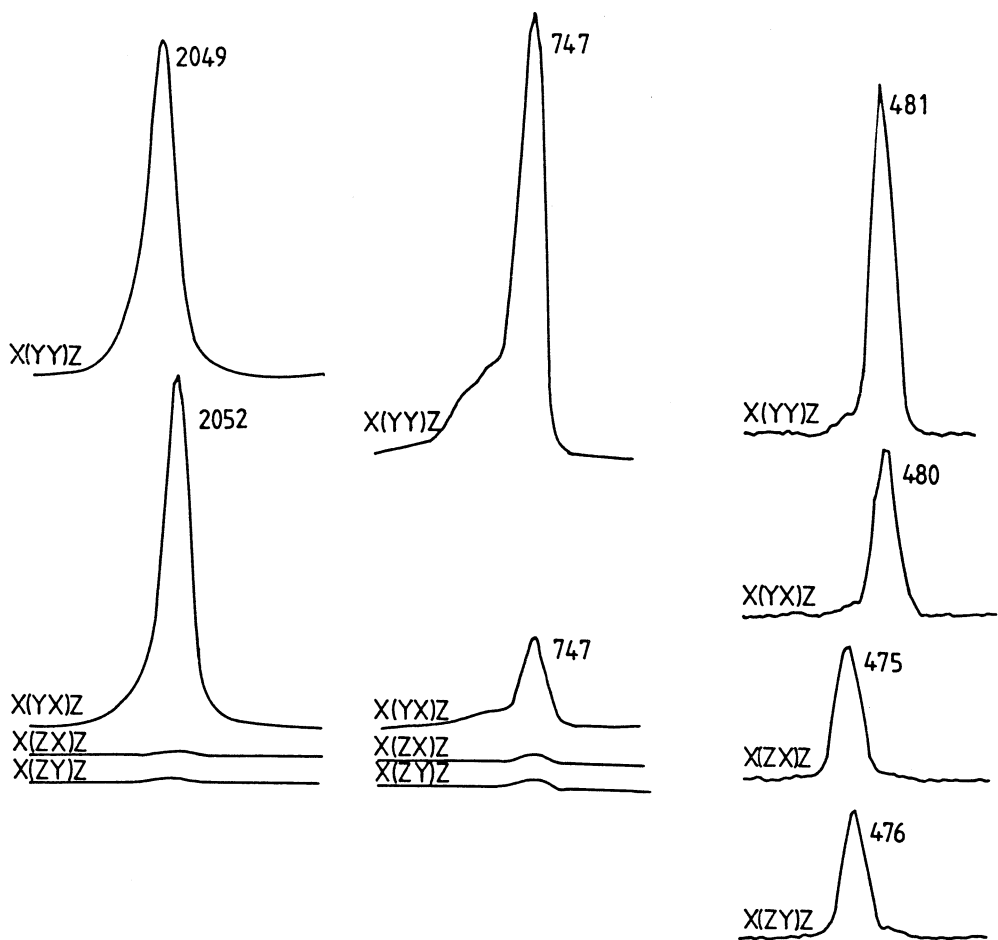 2049
X(YY)Z
2052
X(YX)Z
X(ZX)Z
X(ZY)Z
747
X(YY)Z
747
X(YX)Z
X(ZX)Z
X(ZY)Z
481
X(YY)Z
480
X(YX)Z
475
X(ZX)Z
476
X(ZY)Z